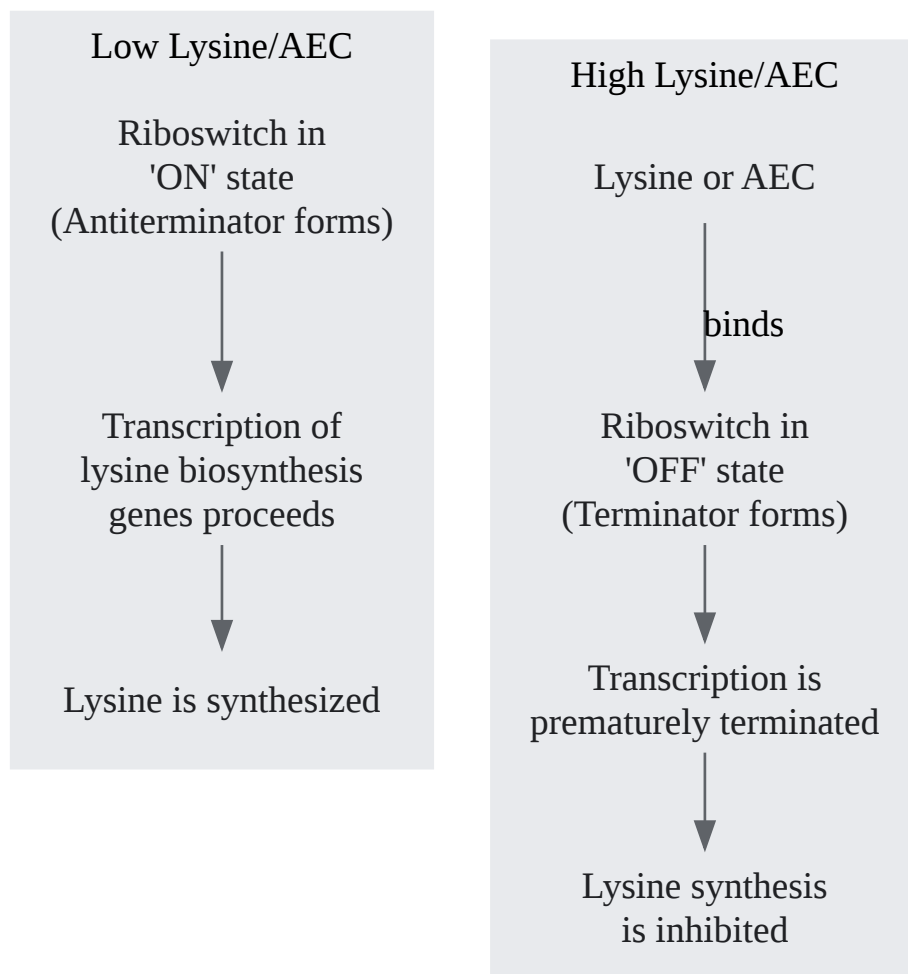 Low Lysine/AEC
Riboswitch in
'ON' state
(Antiterminator forms)
Transcription of
lysine biosynthesis
genes proceeds
Lysine is synthesized
High Lysine/AEC
Lysine or AEC
binds
Riboswitch in
'OFF' state
(Terminator forms)
Transcription is
prematurely terminated
Lysine synthesis
is inhibited